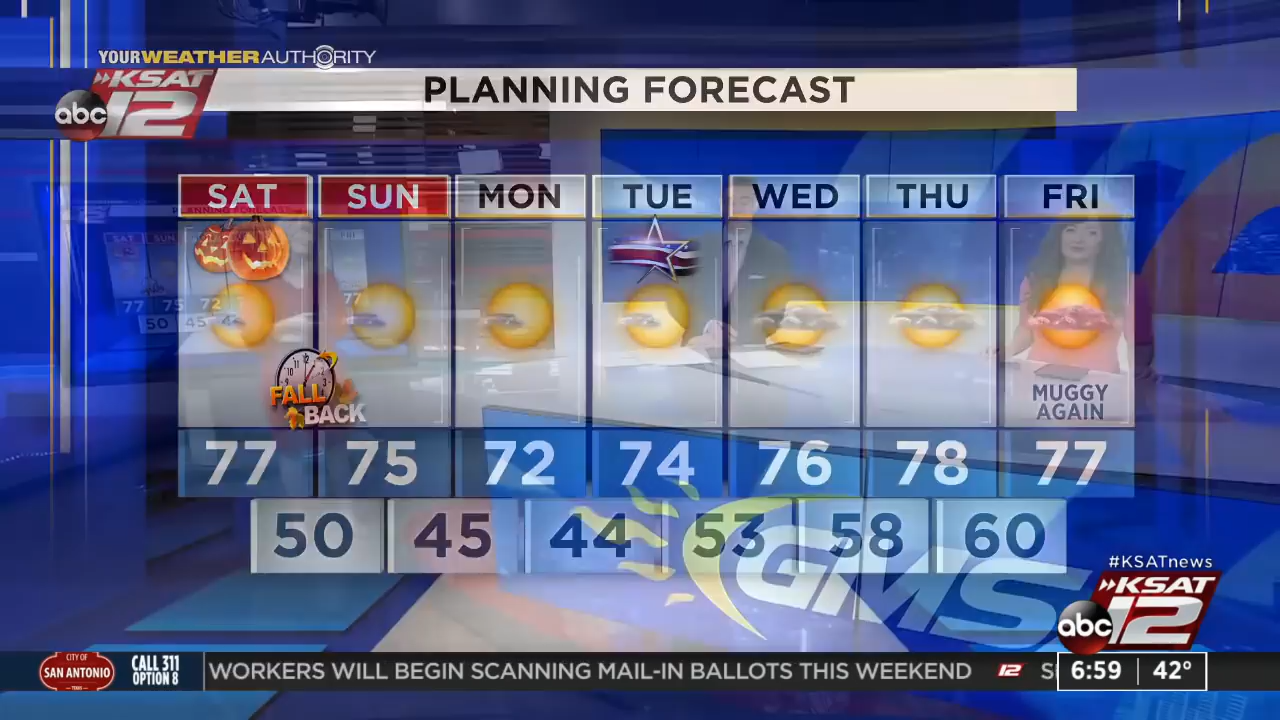 YOURWEATHERAUTHORITY
»KSAT
abc 12
PLANNING FORECAST
SAT SUN MON TUE WED THU FRI
FALL
BACK
MUGGY
AGAIN
77 75 72 74 76 78 77
50 45 44 53 58 60
GMS
#KSATnews
»KSAT
abc 12
CITY OF
SAN ANTONIO
TEXAS
CALL 311
OPTION 8
WORKERS WILL BEGIN SCANNING MAIL-IN BALLOTS THIS WEEKEND 12 S
6:59 42°